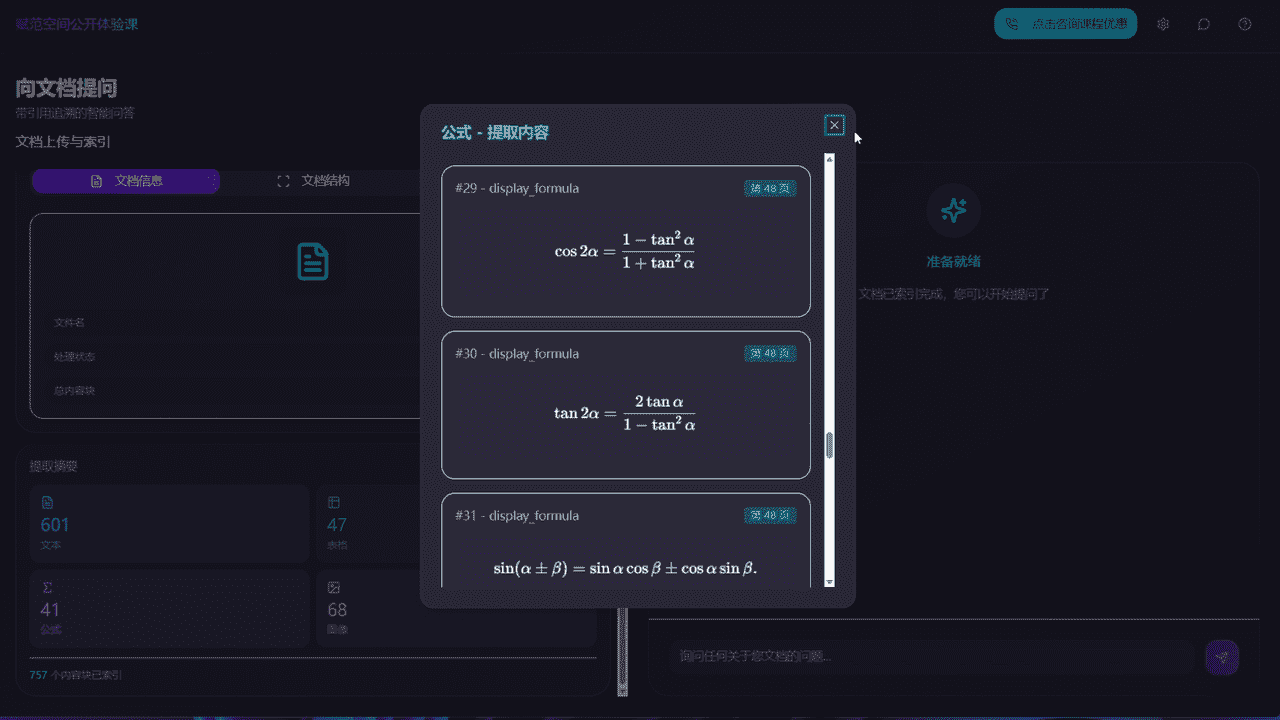 赋范空间公开体验课
点击咨询课程优惠
向文档提问
带引用追溯的智能问答
文档上传与索引
文档信息
文档结构
文件名
处理状态
总内容块
提取摘要
601
文本
47
表格
41
公式
68
图像
757 个内容块已索引
公式 - 提取内容
#29 - display_formula
第 48 页
cos 2α = (1 − tan² α) / (1 + tan² α)
#30 - display_formula
第 48 页
tan 2α = (2 tan α) / (1 − tan² α)
#31 - display_formula
第 48 页
sin(α ± β) = sin α cos β ± cos α sin β.
准备就绪
文档已索引完成，您可以开始提问了
询问任何关于您文档的问题...